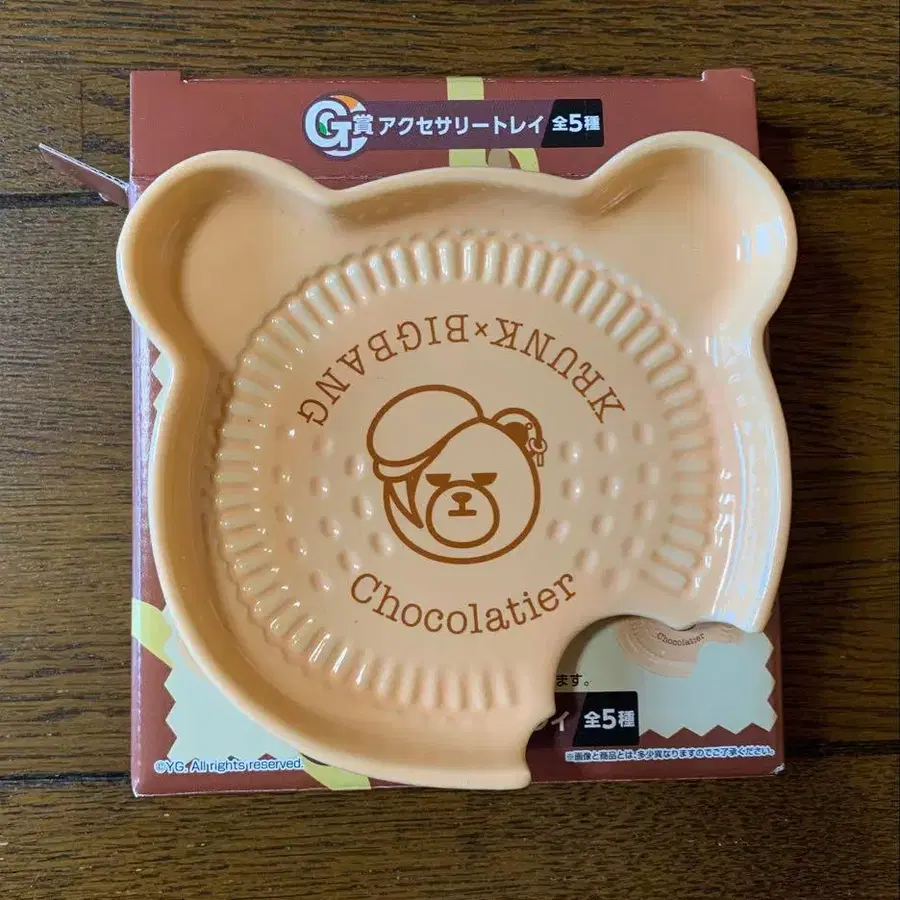 G賞 アクセサリートレイ 全5種
KRUNK×BIGBANG
Chocolatier
Chocolatier
ます。
イ 全5種
©YG. All rights reserved.
※画像と商品とは、多少異なりますのでご了承ください。